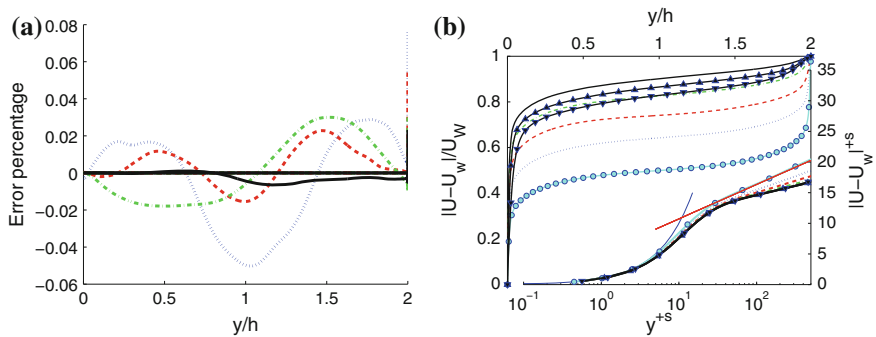 (a)
Error percentage
0.08
0.06
0.04
0.02
0
−0.02
−0.04
−0.06
0 0.5 1 1.5 2
y/h
(b)
y/h
0 0.5 1 1.5 2
|U−U_w|/U_W
1
0.8
0.6
0.4
0.2
0
35
30
25
20
15
10
5
0
|U−U_w|^{+s}
10^{−1} 10^{0} 10^{1} 10^{2}
y^{+s}